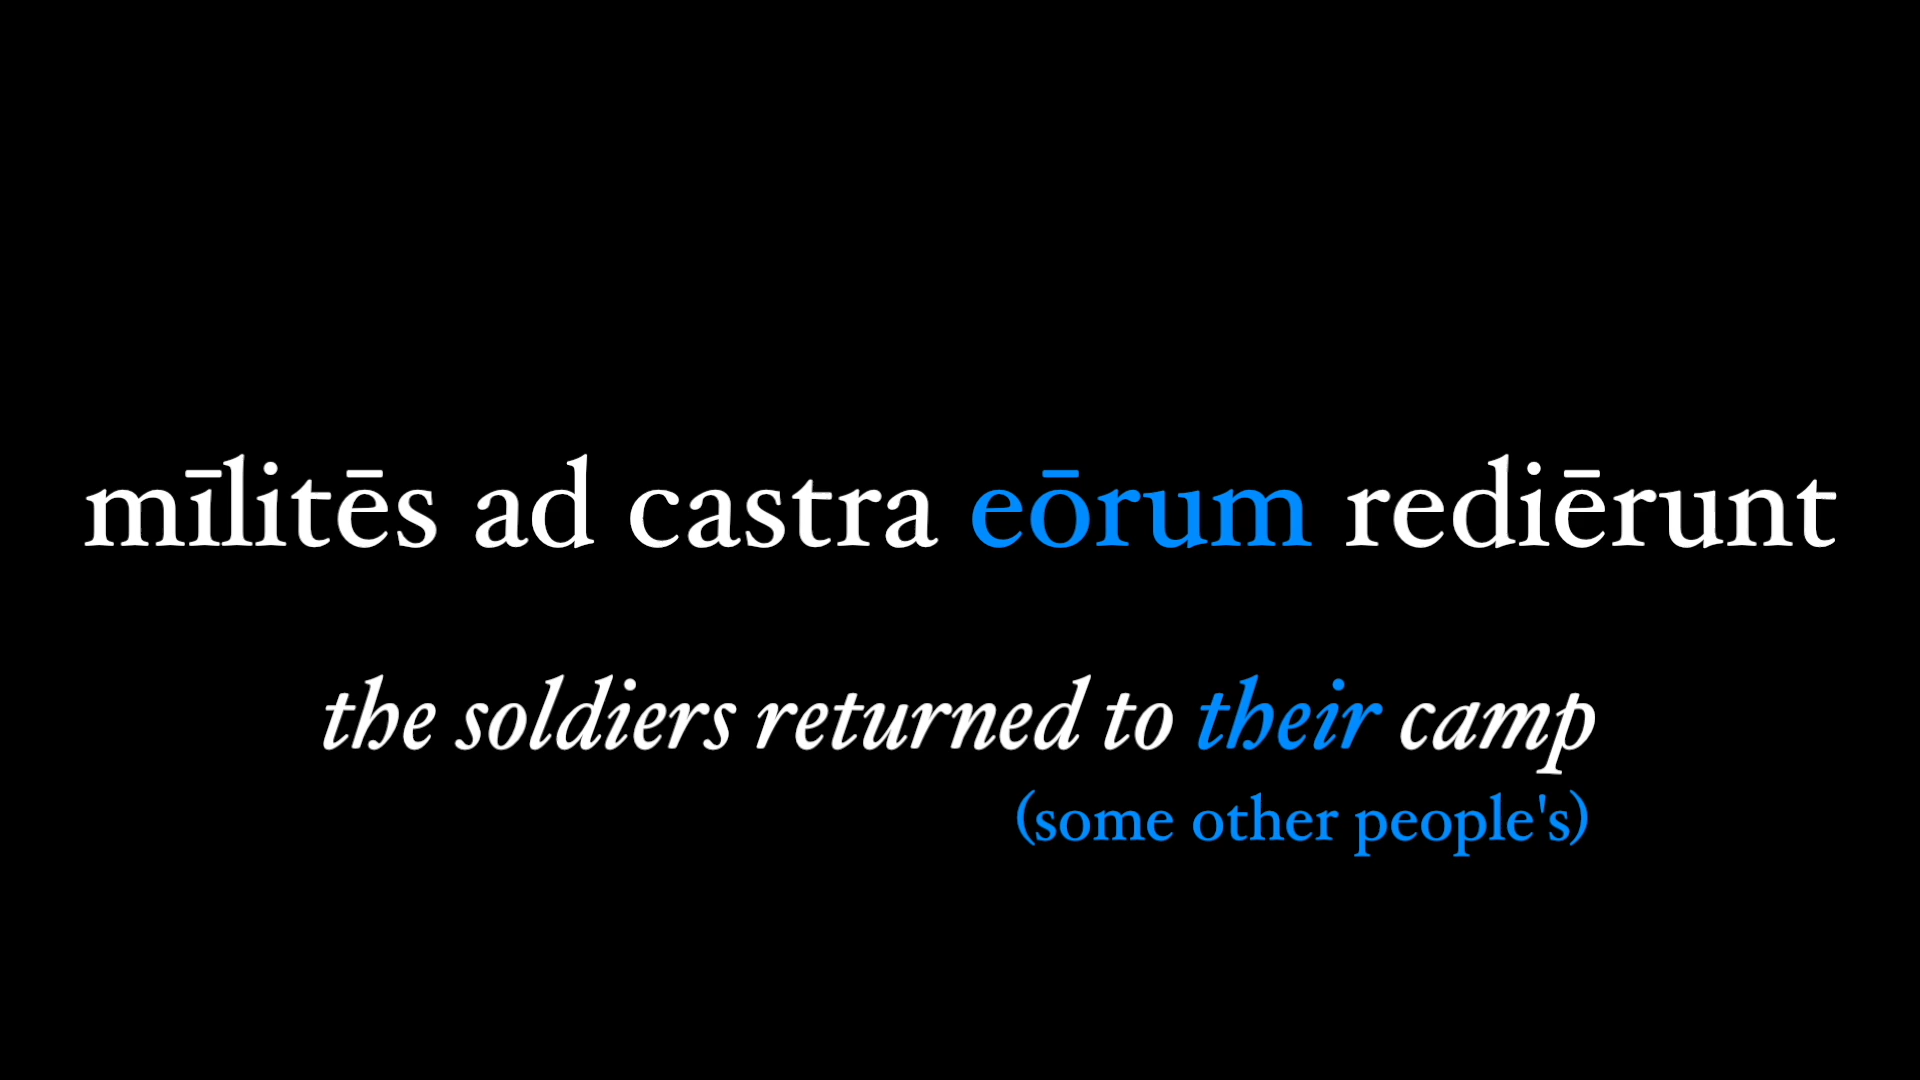 mīlitēs ad castra eōrum rediērunt
the soldiers returned to their camp
(some other people's)